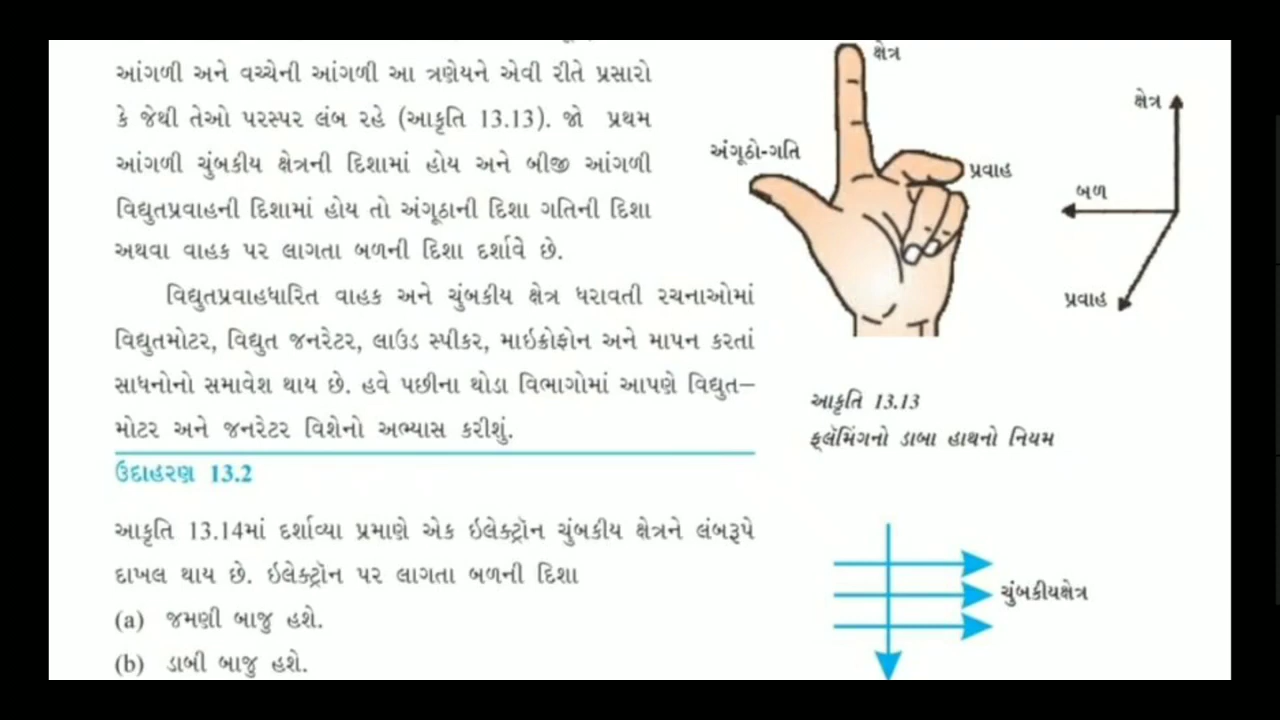 આંગળી અને વચ્ચેની આંગળી આ ત્રણેયને એવી રીતે પ્રસારો
કે જેથી તેઓ પરસ્પર લંબ રહે (આકૃતિ 13.13). જો પ્રથમ
આંગળી ચુંબકીય ક્ષેત્રની દિશામાં હોય અને બીજી આંગળી
વિદ્યુતપ્રવાહની દિશામાં હોય તો અંગૂઠાની દિશા ગતિની દિશા
અથવા વાહક પર લાગતા બળની દિશા દર્શાવે છે.
વિદ્યુતપ્રવાહધારિત વાહક અને ચુંબકીય ક્ષેત્ર ધરાવતી રચનાઓમાં
વિદ્યુતમોટર, વિદ્યુત જનરેટર, લાઉડ સ્પીકર, માઇક્રોફોન અને માપન કરતાં
સાધનોનો સમાવેશ થાય છે. હવે પછીના થોડા વિભાગોમાં આપણે વિદ્યુત–
મોટર અને જનરેટર વિશેનો અભ્યાસ કરીશું.
ઉદાહરણ 13.2
આકૃતિ 13.14માં દર્શાવ્યા પ્રમાણે એક ઇલેક્ટ્રૉન ચુંબકીય ક્ષેત્રને લંબરૂપે
દાખલ થાય છે. ઇલેક્ટ્રૉન પર લાગતા બળની દિશા
(a) જમણી બાજુ હશે.
(b) ડાબી બાજુ હશે.
ક્ષેત્ર
અંગૂઠો-ગતિ
પ્રવાહ
ક્ષેત્ર
બળ
પ્રવાહ
આકૃતિ 13.13
ફ્લૅમિંગનો ડાબા હાથનો નિયમ
ચુંબકીયક્ષેત્ર